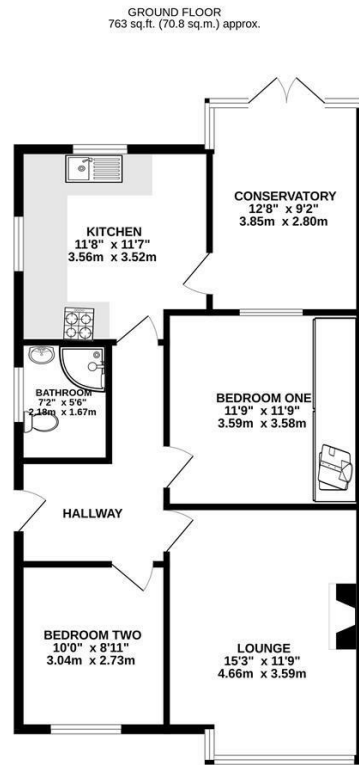 GROUND FLOOR
763 sq.ft. (70.8 sq.m.) approx.
CONSERVATORY
12'8" x 9'2"
3.85m x 2.80m
KITCHEN
11'8" x 11'7"
3.56m x 3.52m
BATHROOM
7'2" x 5'6"
2.18m x 1.67m
BEDROOM ONE
11'9" x 11'9"
3.59m x 3.58m
HALLWAY
BEDROOM TWO
10'0" x 8'11"
3.04m x 2.73m
LOUNGE
15'3" x 11'9"
4.66m x 3.59m